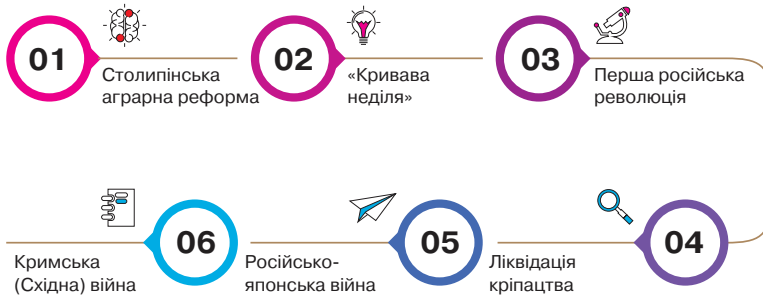 01
Столипінська
аграрна реформа
02
«Кривава
неділя»
03
Перша російська
революція
04
Ліквідація
кріпацтва
05
Російсько-
японська війна
06
Кримська
(Східна) війна